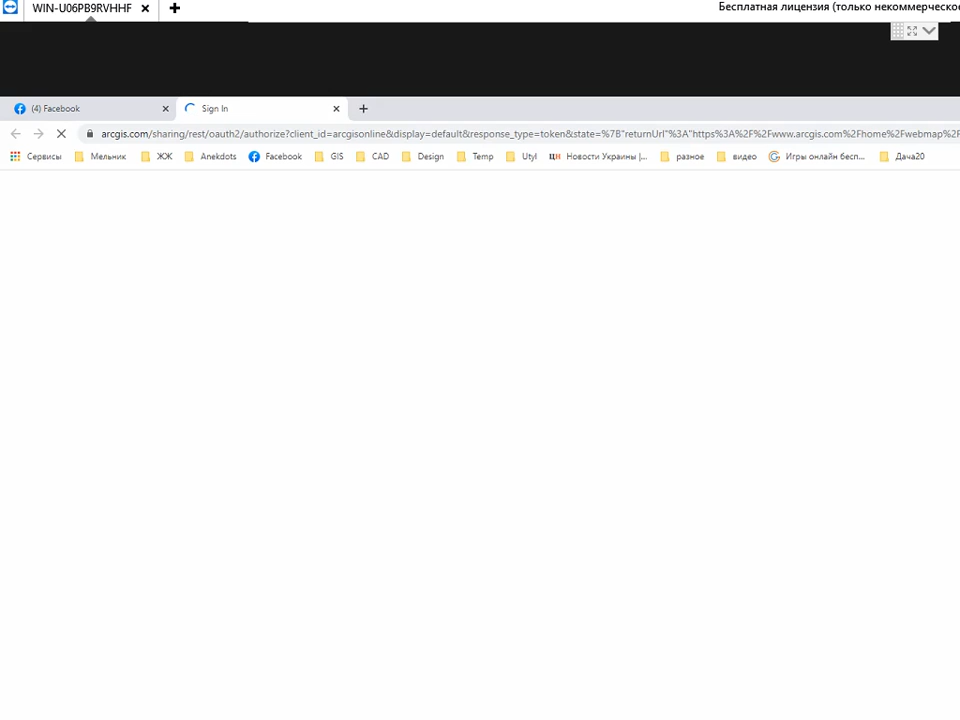 WIN-U06PB9RVHHF
Бесплатная лицензия (только некоммерческо
(4) Facebook
Sign In
arcgis.com/sharing/rest/oauth2/authorize?client_id=arcgisonline&display=default&response_type=token&state=%7B"returnUrl"%3A"https%3A%2F%2Fwww.arcgis.com%2Fhome%2Fwebmap%2F
Сервисы Мельник ЖЖ Anekdots Facebook GIS CAD Design Temp Utyl ЦН Новости Украины |... разное видео Игры онлайн бесп... Дача20